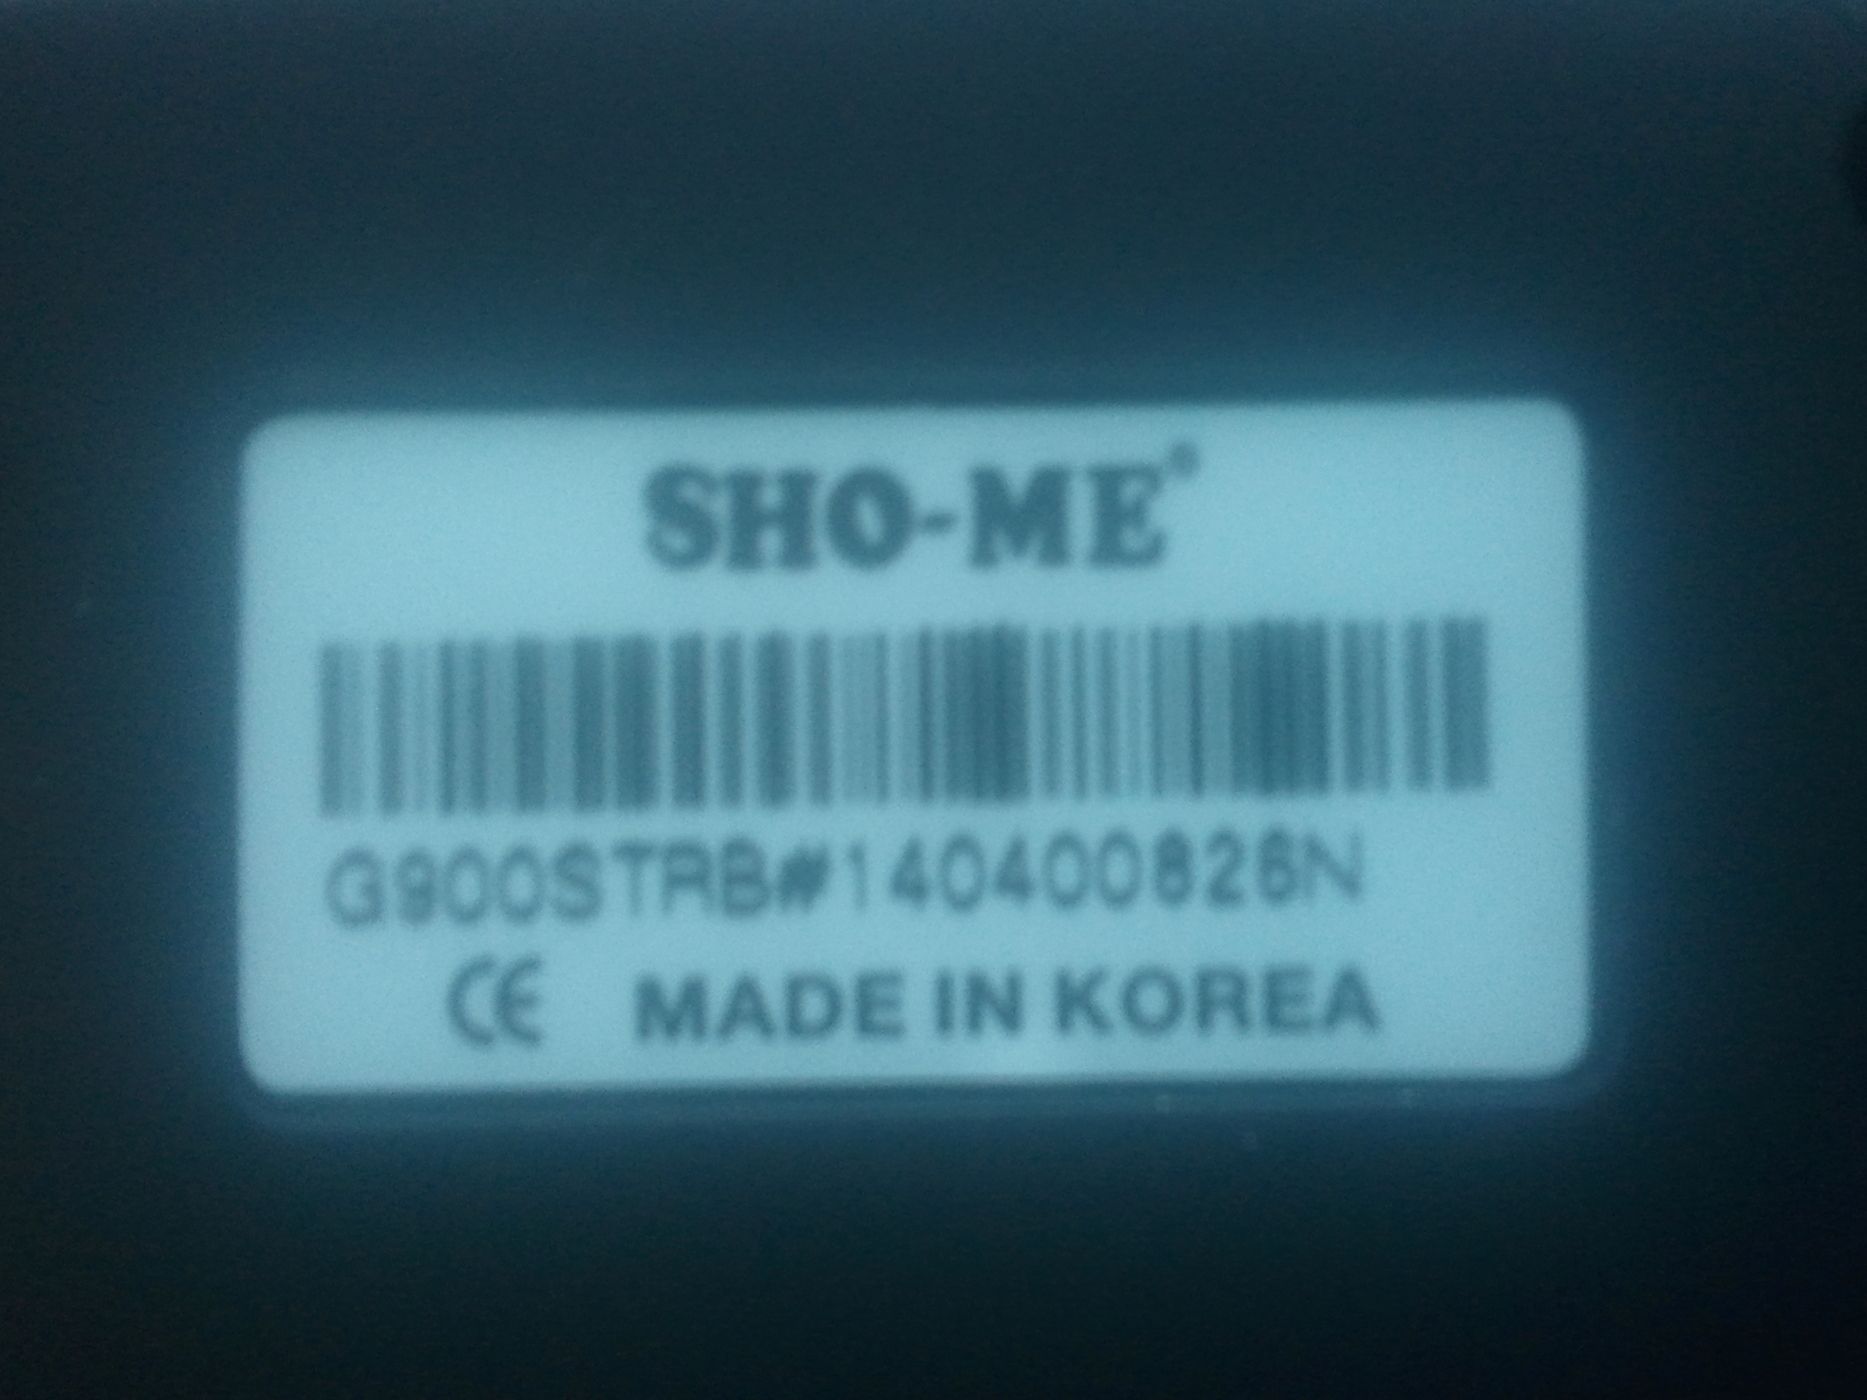 SHO-ME®
G900STRB#140400826N
CE MADE IN KOREA